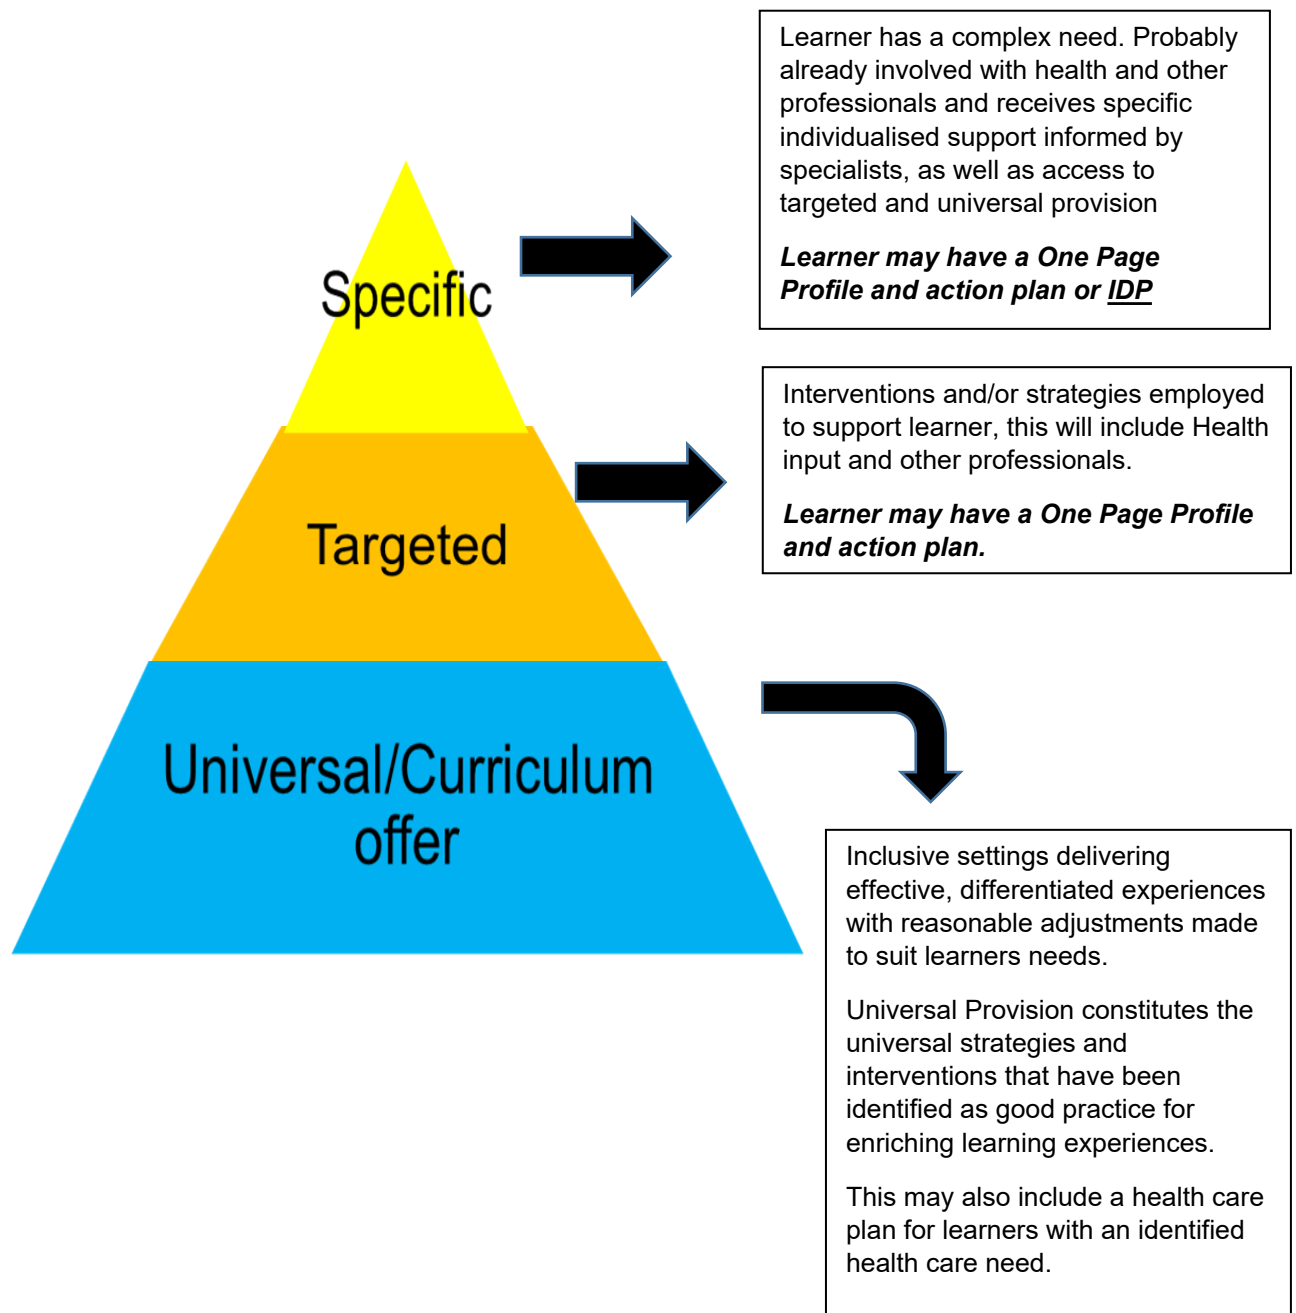 Learner has a complex need. Probably
already involved with health and other
professionals and receives specific
individualised support informed by
specialists, as well as access to
targeted and universal provision
Learner may have a One Page
Profile and action plan or IDP
Specific
Interventions and/or strategies employed
to support learner, this will include Health
input and other professionals.
Learner may have a One Page Profile
and action plan.
Targeted
Universal/Curriculum
offer
Inclusive settings delivering
effective, differentiated experiences
with reasonable adjustments made
to suit learners needs.
Universal Provision constitutes the
universal strategies and
interventions that have been
identified as good practice for
enriching learning experiences.
This may also include a health care
plan for learners with an identified
health care need.